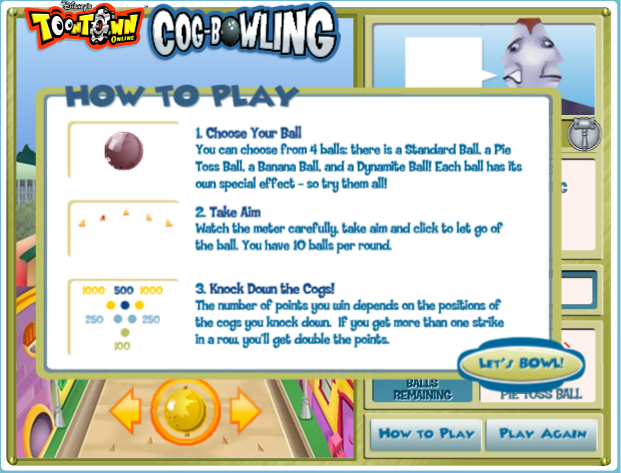 Disney's
TOONTOWN
ONLINE
COG-BOWLING
HOW TO PLAY
1. Choose Your Ball
You can choose from 4 balls: there is a Standard Ball, a Pie
Toss Ball, a Banana Ball, and a Dynamite Ball! Each ball has its
own special effect - so try them all!
2. Take Aim
Watch the meter carefully, take aim and click to let go of
the ball. You have 10 balls per round.
1000 500 1000
250 250
100
3. Knock Down the Cogs!
The number of points you win depends on the positions of
the cogs you knock down. If you get more than one strike
in a row, you'll get double the points.
LET'S BOWL!
BALLS
REMAINING
PIE TOSS BALL
HOW TO PLAY
PLAY AGAIN